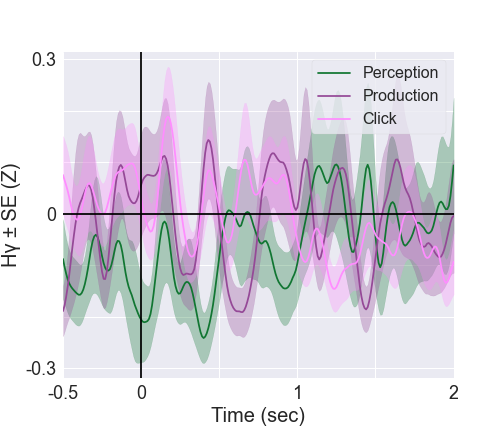 0.3
0
-0.3
Hγ ± SE (Z)
Perception
Production
Click
-0.5
0
1
2
Time (sec)